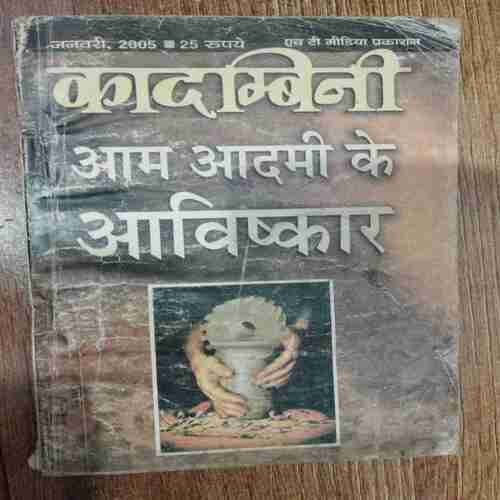 जनवरी, 2005 ■ 25 रुपये एच टी मीडिया प्रकाशन
कादम्बिनी
आम आदमी के
आविष्कार